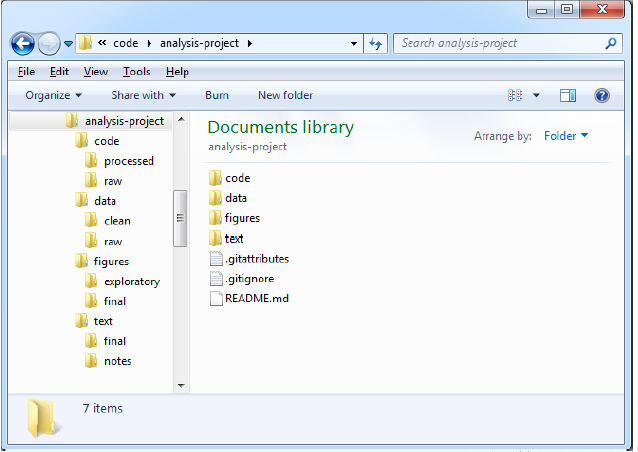 « code ▸ analysis-project ▸
Search analysis-project
File Edit View Tools Help
Organize Share with Burn New folder
analysis-project
code
processed
raw
data
clean
raw
figures
exploratory
final
text
final
notes
Documents library
analysis-project
Arrange by: Folder
code
data
figures
text
.gitattributes
.gitignore
README.md
7 items